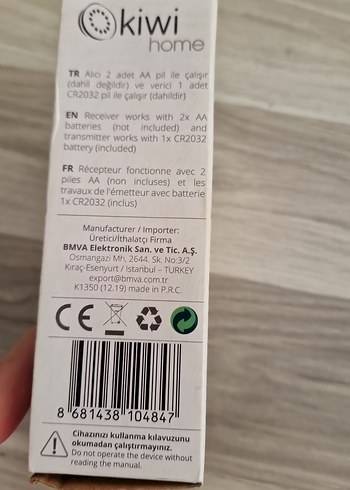 kiwi
home
TR Alıcı 2 adet AA pil ile çalışır
(dahil değildir) ve verici 1 adet
CR2032 pil ile çalışır (dahildir)
EN Receiver works with 2x AA
batteries (not included) and
transmitter works with 1x CR2032
battery (included)
FR Récepteur fonctionne avec 2
piles AA (non incluses) et les
travaux de l'émetteur avec batterie
1x CR2032 (inclus)
Manufacturer / Importer:
Üretici/İthalatçı Firma
BMVA Elektronik San. ve Tic. A.Ş.
Osmangazi Mh, 2644. Sk. No:3/2
Kıraç-Esenyurt / İstanbul – TURKEY
export@bmva.com.tr
K1350 (12.19) made in P.R.C.
CE
8 681438 104847
Cihazınızı kullanma kılavuzunu
okumadan çalıştırmayınız.
Do not operate the device without
reading the manual.